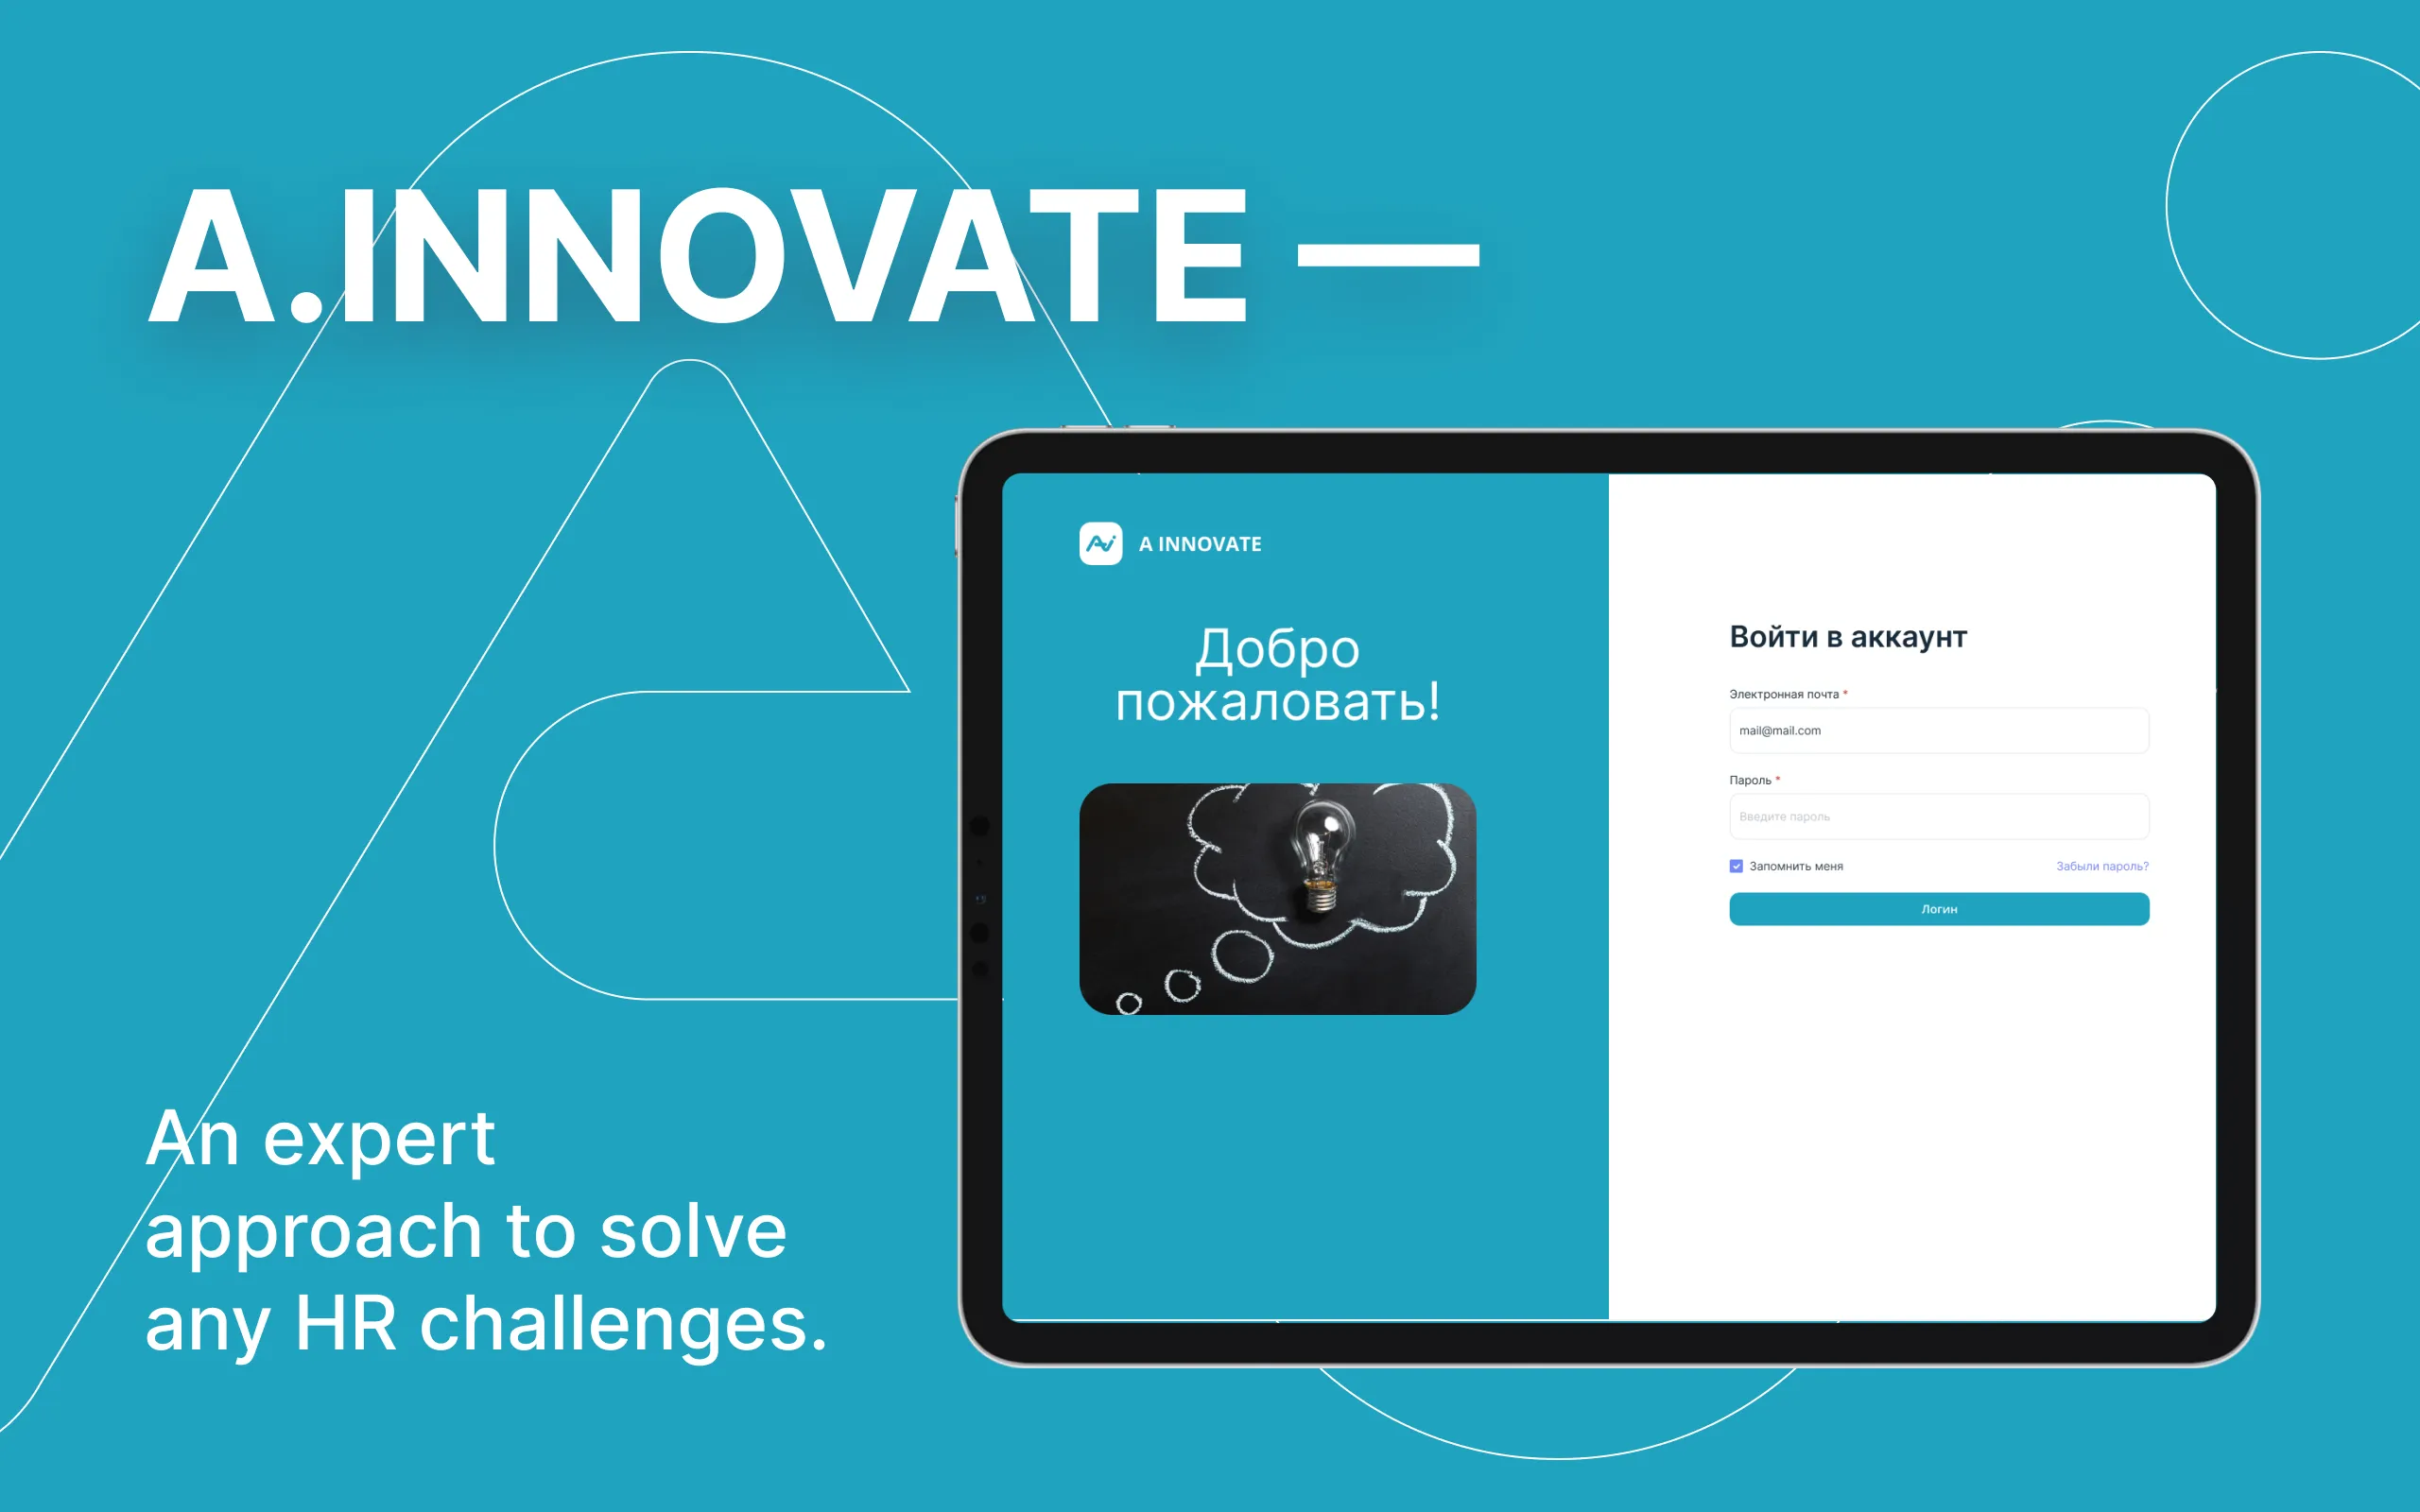 A.INNOVATE —
A INNOVATE
Добро
пожаловать!
Войти в аккаунт
Электронная почта *
mail@mail.com
Пароль *
Введите пароль
Запомнить меня
Забыли пароль?
Логин
An expert
approach to solve
any HR challenges.